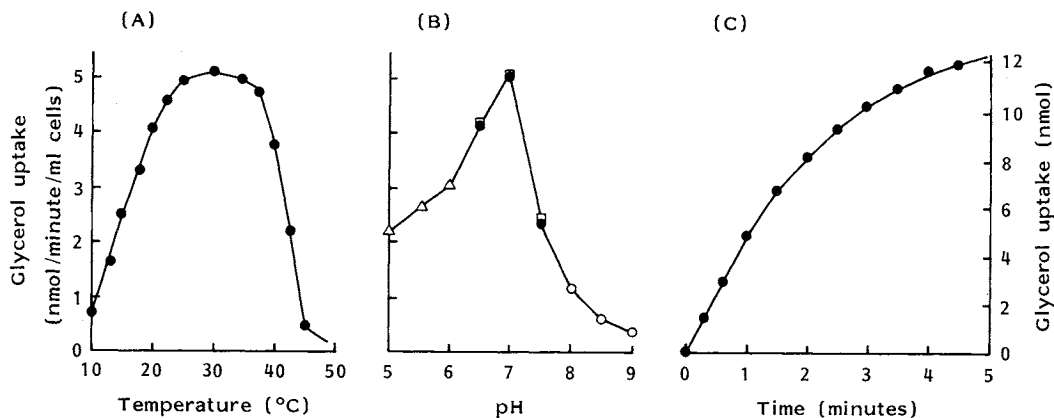 (A)
(B)
(C)
Glycerol uptake
(nmol/minute/ml cells)
5
4
3
2
1
0
10 20 30 40 50
Temperature (°C)
5 6 7 8 9
pH
0 1 2 3 4 5
Time (minutes)
12
10
8
6
4
2
0
Glycerol uptake (nmol)